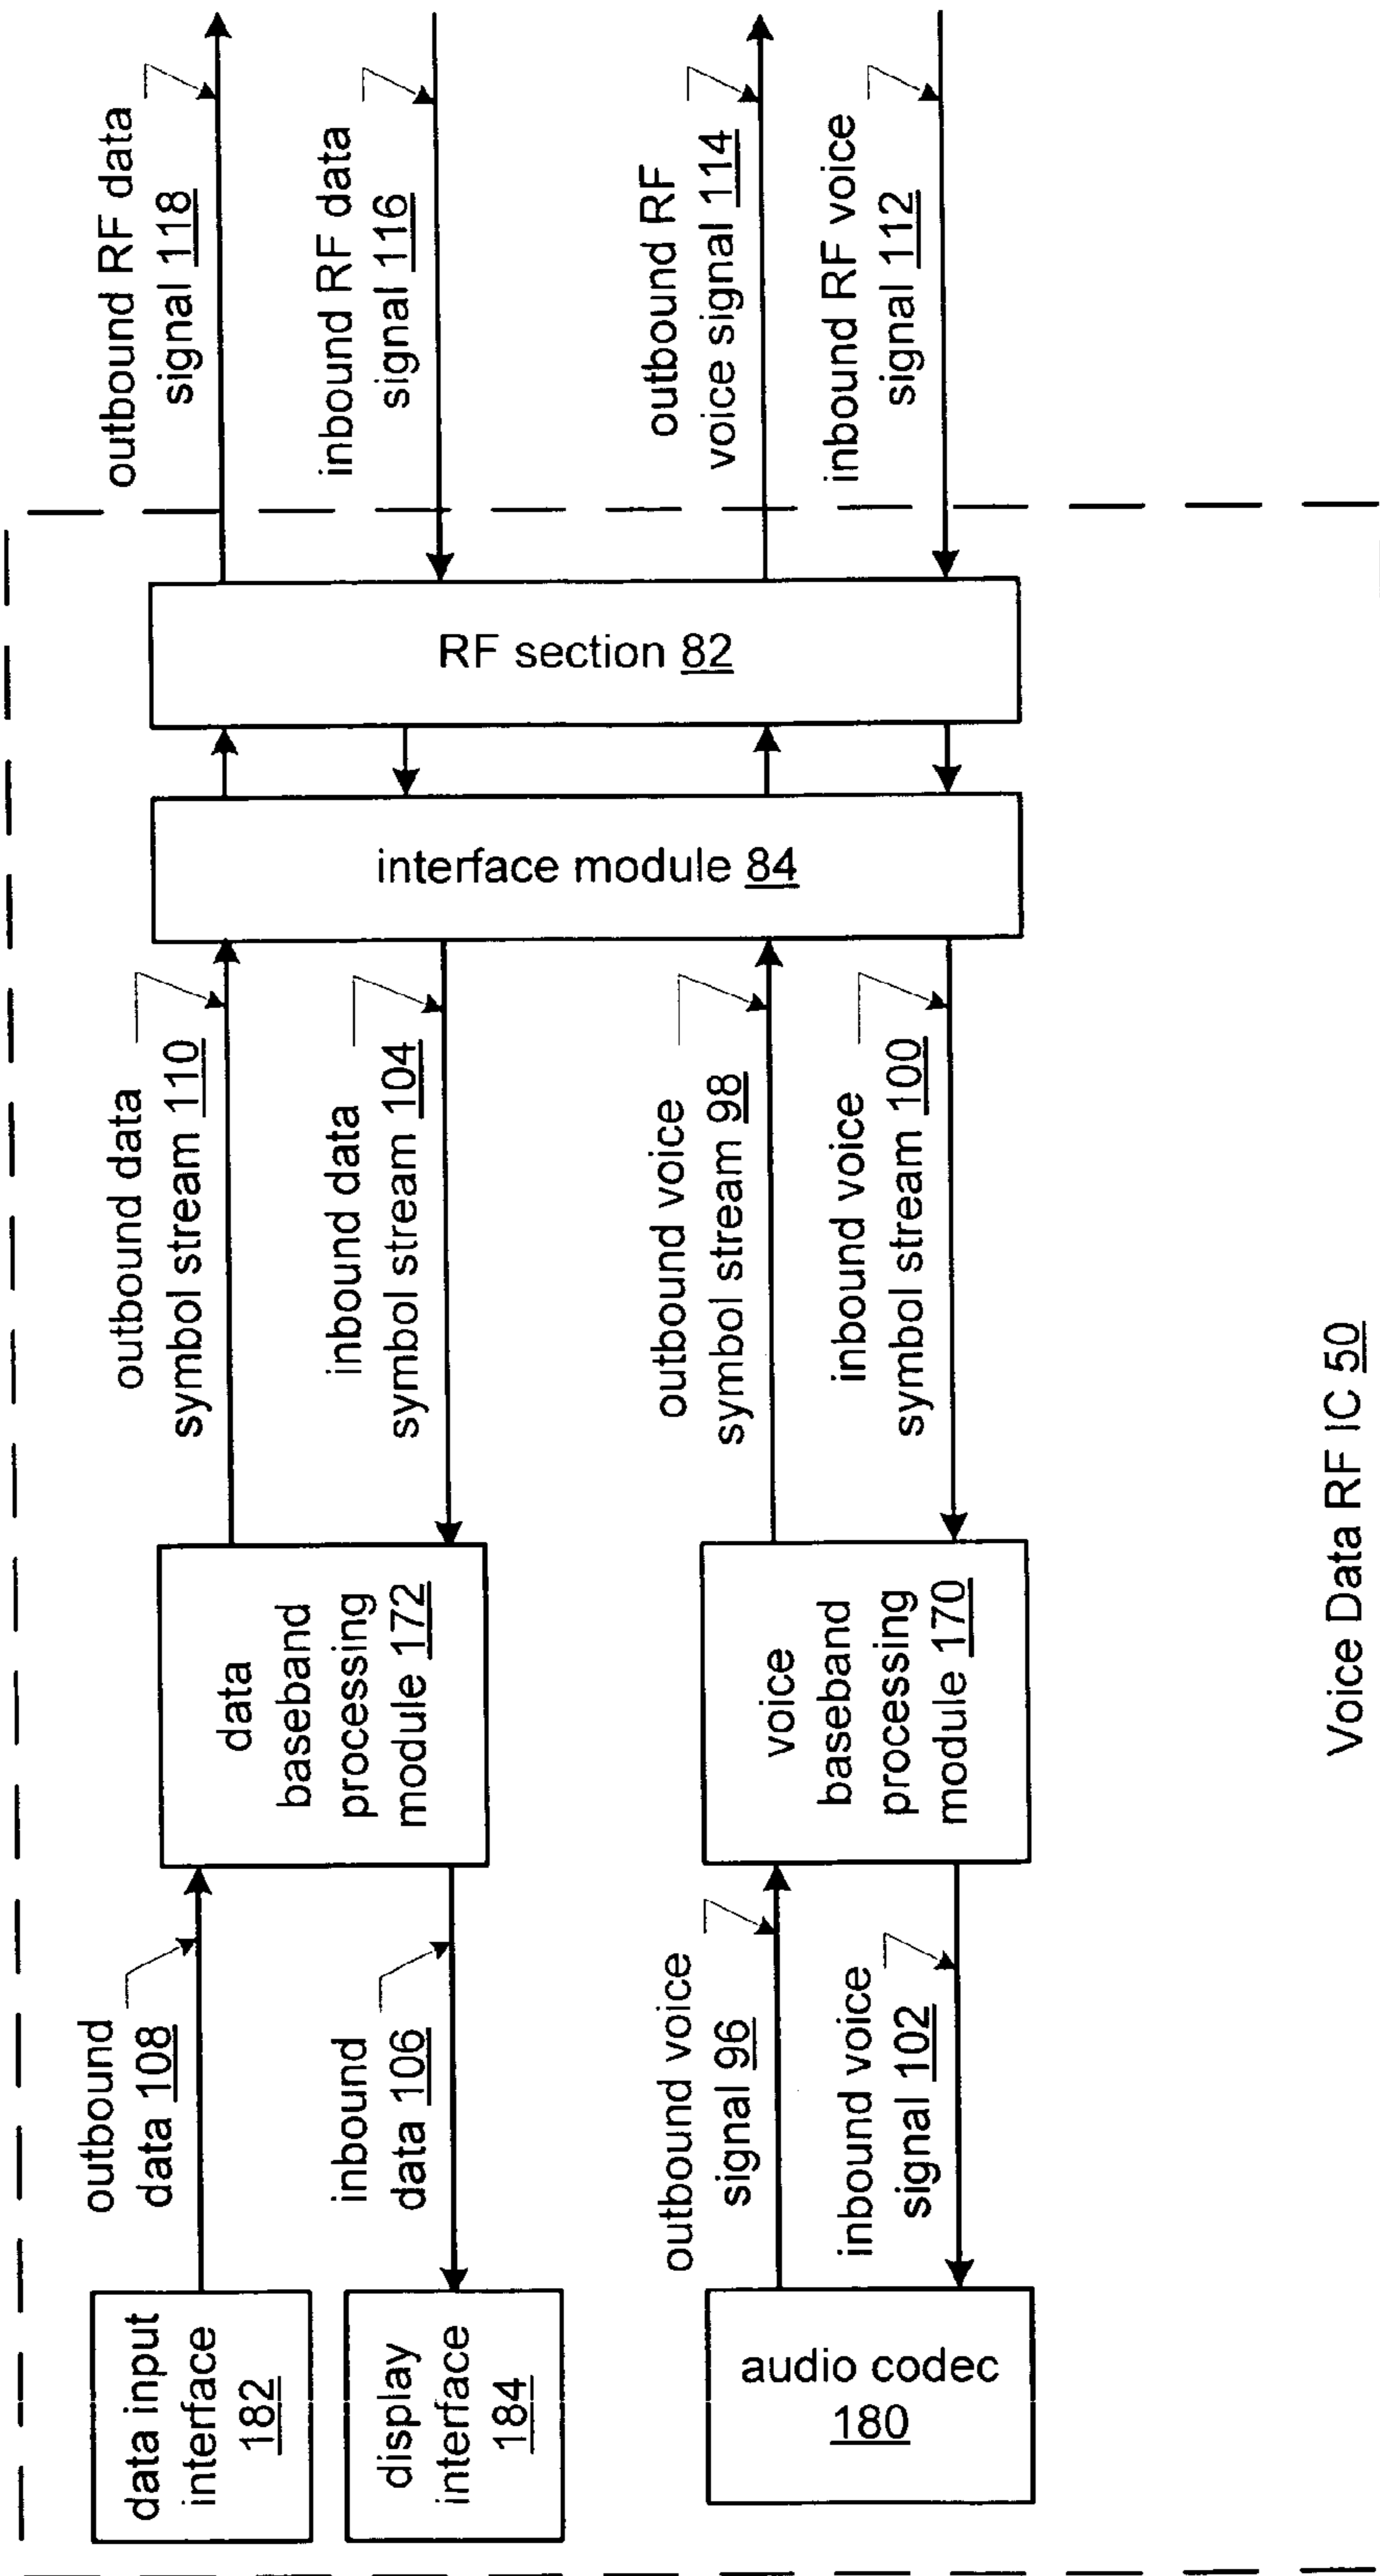 data input
interface
182
display
interface
184
audio codec
180
outbound
data 108
inbound
data 106
outbound voice
signal 96
inbound voice
signal 102
data
baseband
processing
module 172
voice
baseband
processing
module 170
outbound data
symbol stream 110
inbound data
symbol stream 104
outbound voice
symbol stream 98
inbound voice
symbol stream 100
interface module 84
RF section 82
outbound RF data
signal 118
inbound RF data
signal 116
outbound RF
voice signal 114
inbound RF voice
signal 112
Voice Data RF IC 50